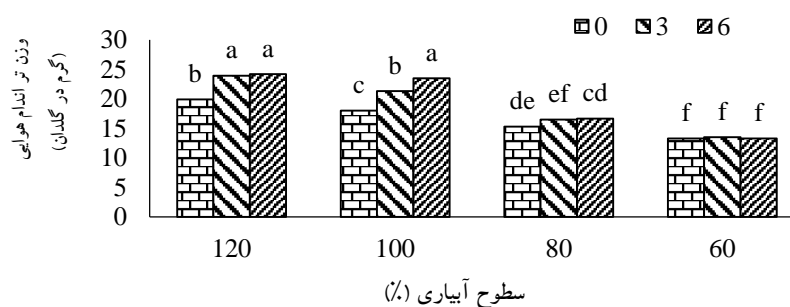 وزن تر اندام هوایی
(گرم در گلدان)
30
25
20
15
10
5
0
0 3 6
b a a
c b a
de ef cd
f f f
120 100 80 60
سطوح آبیاری (٪)